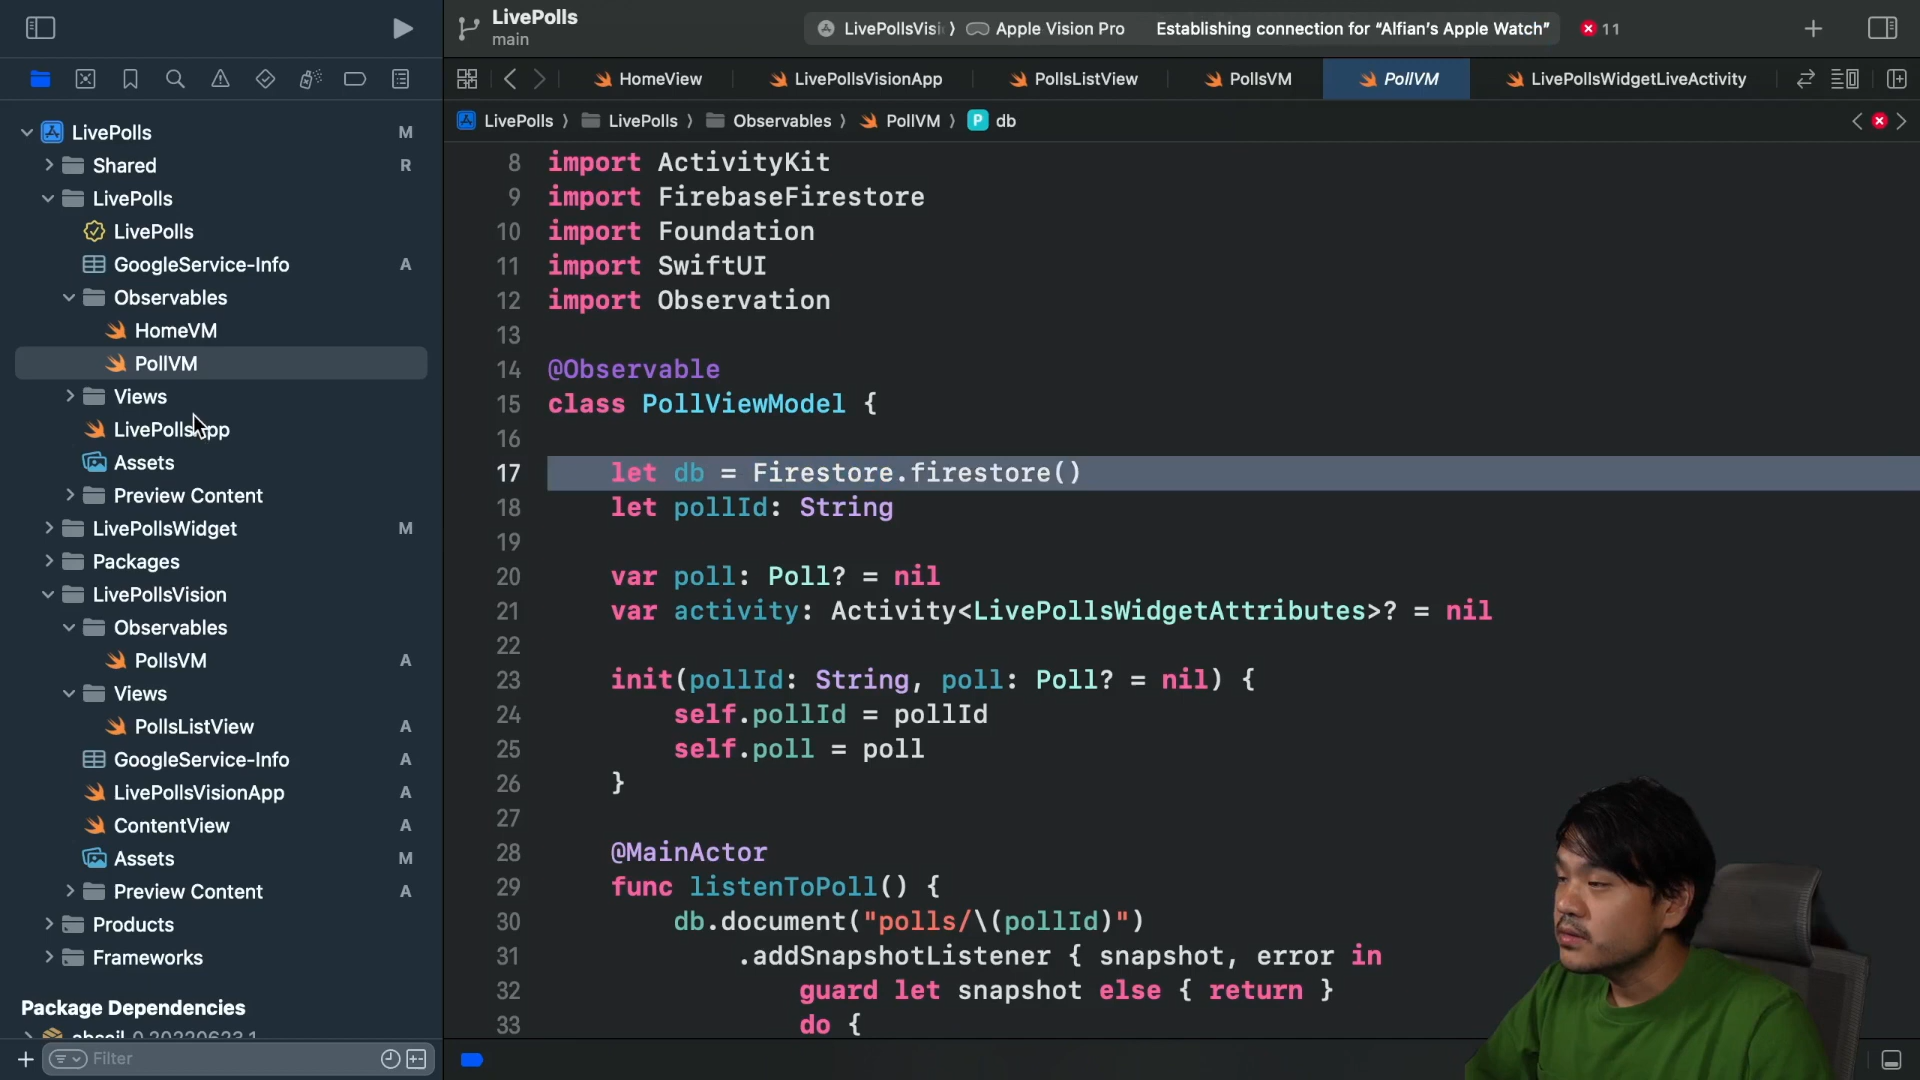 LivePolls
main
LivePollsVisi
Apple Vision Pro
Establishing connection for “Alfian’s Apple Watch”
11
HomeView
LivePollsVisionApp
PollsListView
PollsVM
PollVM
LivePollsWidgetLiveActivity
LivePolls
LivePolls
Observables
PollVM
P db
LivePolls M
Shared R
LivePolls
LivePolls
GoogleService-Info A
Observables
HomeVM
PollVM
Views
LivePollsApp
Assets
Preview Content
LivePollsWidget M
Packages
LivePollsVision
Observables
PollsVM A
Views
PollsListView A
GoogleService-Info A
LivePollsVisionApp A
ContentView A
Assets M
Preview Content A
Products
Frameworks
Package Dependencies
abseil 0.20220623.1
Filter
8 import ActivityKit
9 import FirebaseFirestore
10 import Foundation
11 import SwiftUI
12 import Observation
13
14 @Observable
15 class PollViewModel {
16
17 let db = Firestore.firestore()
18 let pollId: String
19
20 var poll: Poll? = nil
21 var activity: Activity<LivePollsWidgetAttributes>? = nil
22
23 init(pollId: String, poll: Poll? = nil) {
24 self.pollId = pollId
25 self.poll = poll
26 }
27
28 @MainActor
29 func listenToPoll() {
30 db.document("polls/\(pollId)")
31 .addSnapshotListener { snapshot, error in
32 guard let snapshot else { return }
33 do {